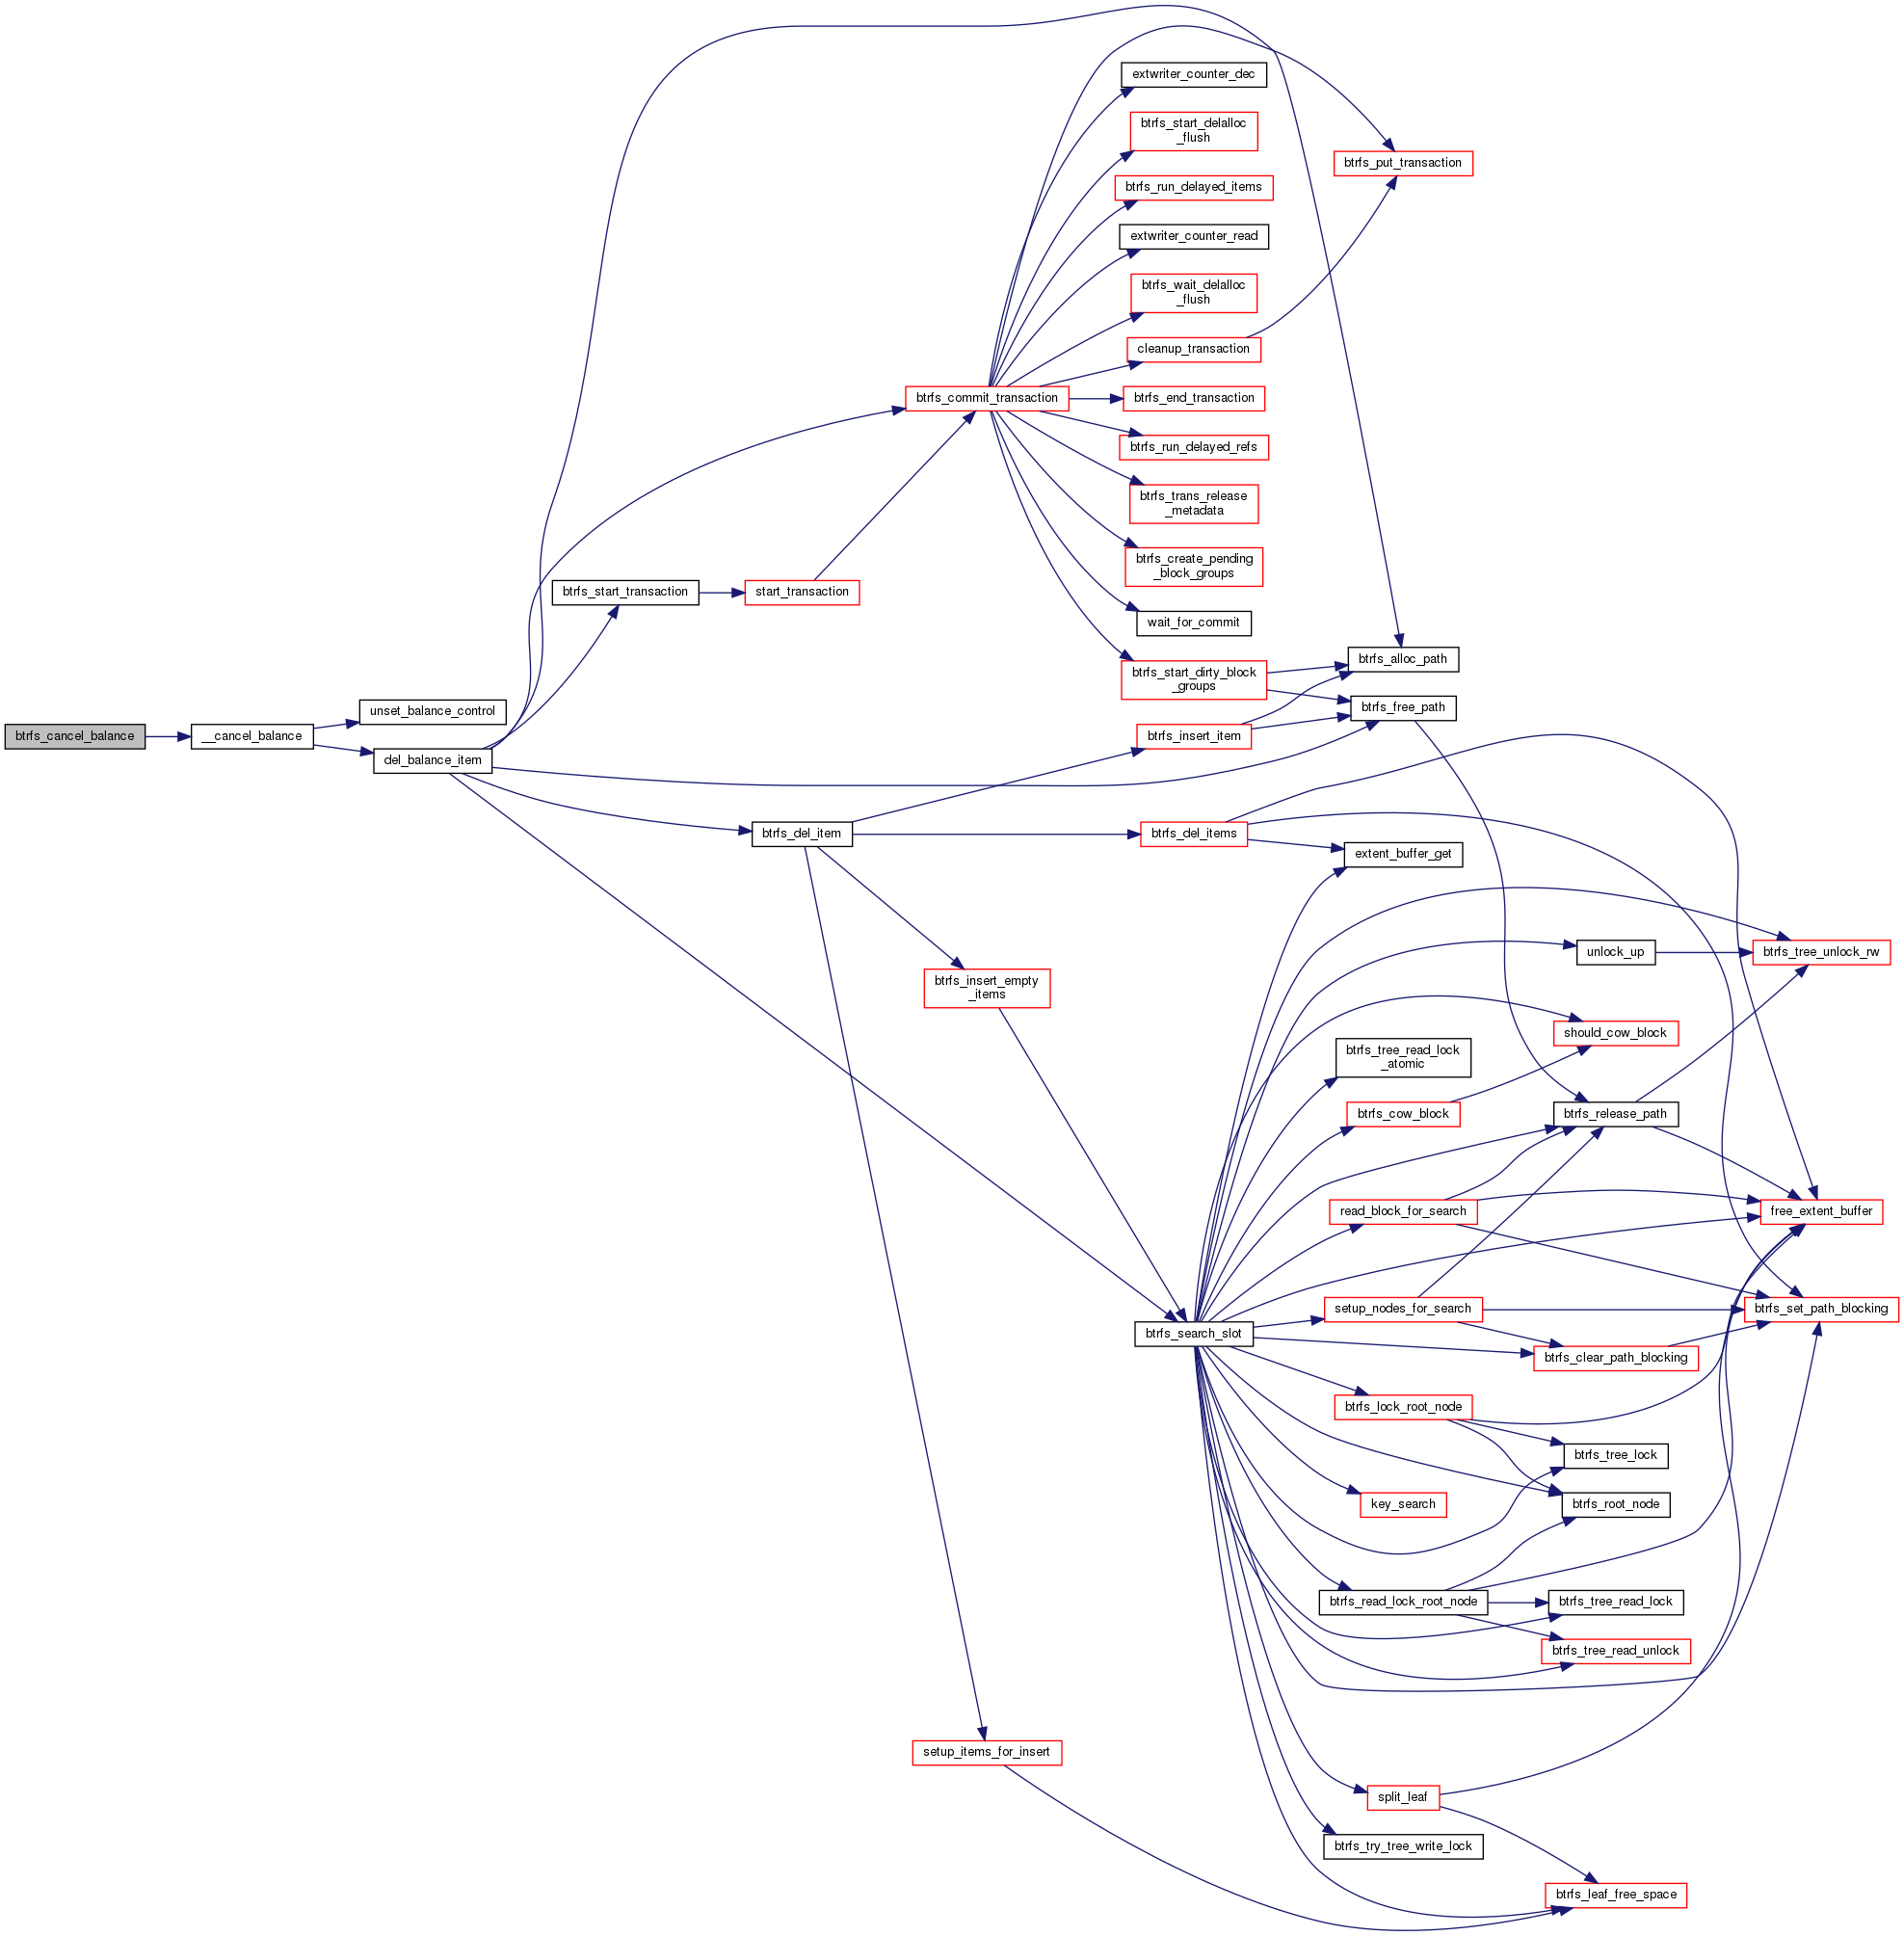 btrfs_cancel_balance
__cancel_balance
unset_balance_control
del_balance_item
btrfs_start_transaction
start_transaction
btrfs_commit_transaction
extwriter_counter_dec
btrfs_start_delalloc
_flush
btrfs_run_delayed_items
extwriter_counter_read
btrfs_wait_delalloc
_flush
cleanup_transaction
btrfs_end_transaction
btrfs_run_delayed_refs
btrfs_trans_release
_metadata
btrfs_create_pending
_block_groups
wait_for_commit
btrfs_start_dirty_block
_groups
btrfs_put_transaction
btrfs_alloc_path
btrfs_free_path
btrfs_insert_item
btrfs_del_item
btrfs_del_items
extent_buffer_get
btrfs_insert_empty
_items
unlock_up
btrfs_tree_unlock_rw
should_cow_block
btrfs_tree_read_lock
_atomic
btrfs_cow_block
btrfs_release_path
read_block_for_search
free_extent_buffer
setup_nodes_for_search
btrfs_set_path_blocking
btrfs_search_slot
btrfs_clear_path_blocking
btrfs_lock_root_node
btrfs_tree_lock
key_search
btrfs_root_node
btrfs_read_lock_root_node
btrfs_tree_read_lock
btrfs_tree_read_unlock
setup_items_for_insert
split_leaf
btrfs_try_tree_write_lock
btrfs_leaf_free_space